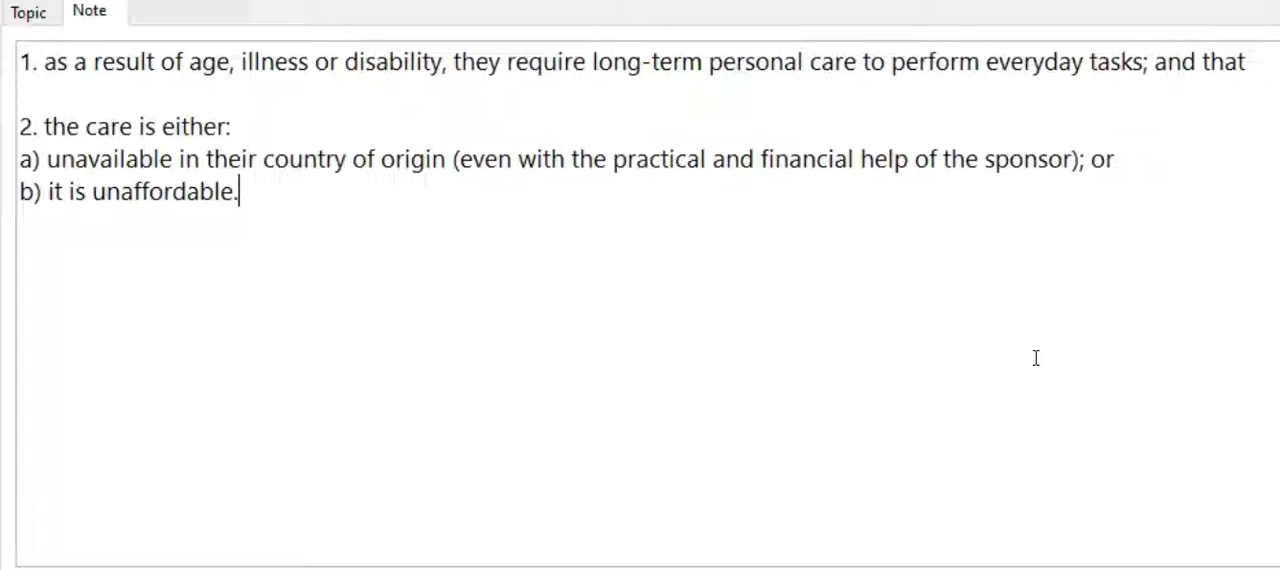 Topic Note
1. as a result of age, illness or disability, they require long-term personal care to perform everyday tasks; and that
2. the care is either:
a) unavailable in their country of origin (even with the practical and financial help of the sponsor); or
b) it is unaffordable.